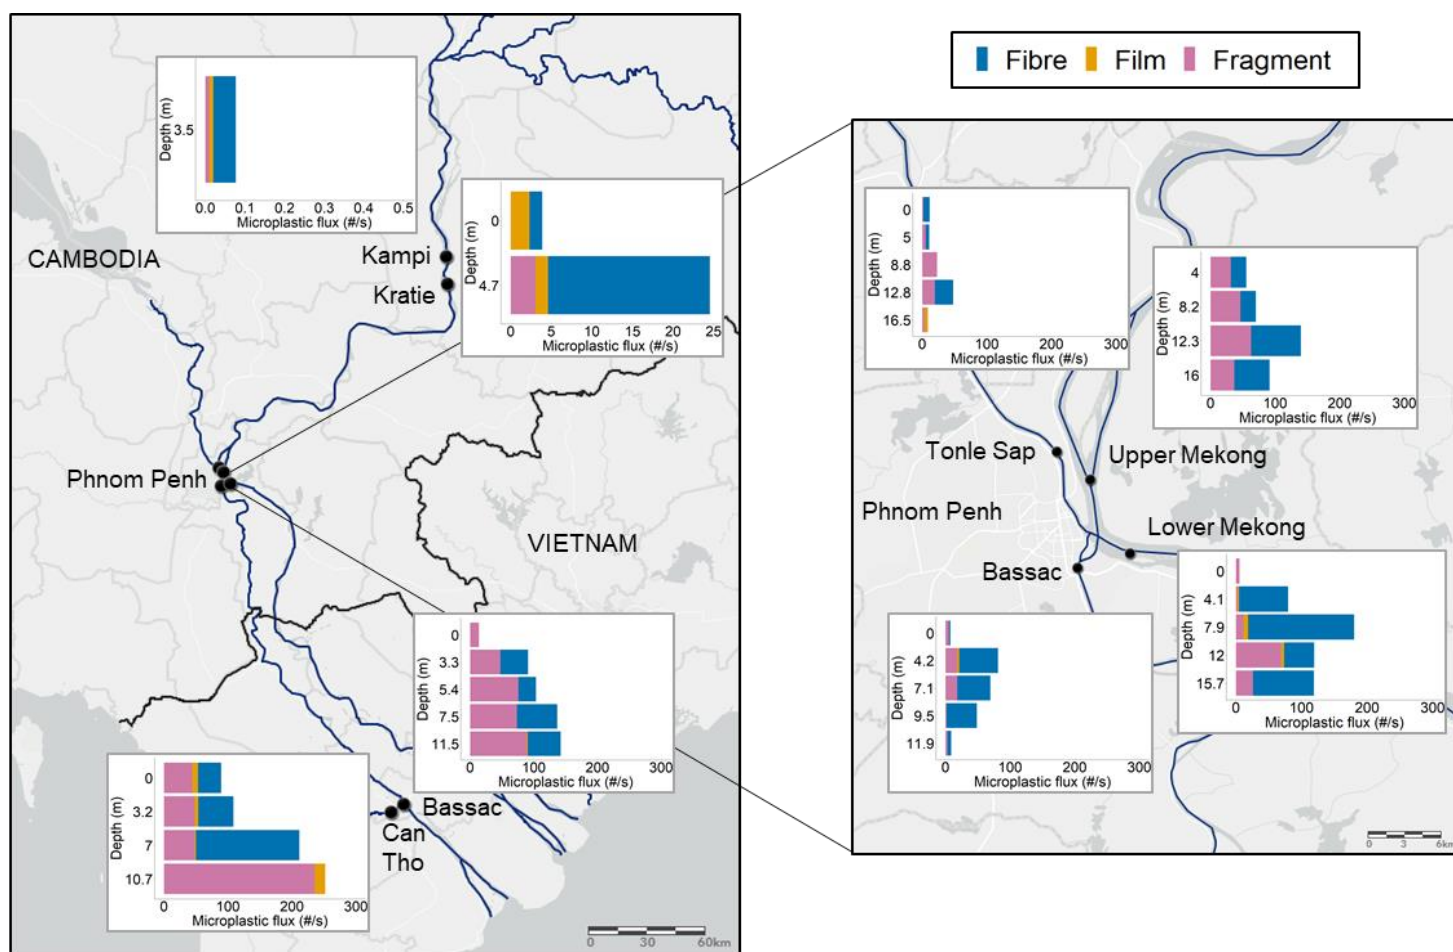 Fibre Film Fragment
Depth (m)
3.5
0.0 0.1 0.2 0.3 0.4 0.5
Microplastic flux (#/s)
Depth (m)
0
4.7
0 5 10 15 20 25
Microplastic flux (#/s)
CAMBODIA
Kampi
Kratie
Phnom Penh
VIETNAM
Depth (m)
0
3.3
5.4
7.5
11.5
0 100 200 300
Microplastic flux (#/s)
Depth (m)
0
3.2
7
10.7
0 100 200 300
Microplastic flux (#/s)
Bassac
Can
Tho
0 30 60km
Depth (m)
0
5
8.8
12.8
16.5
0 100 200 300
Microplastic flux (#/s)
Depth (m)
4
8.2
12.3
16
0 100 200 300
Microplastic flux (#/s)
Tonle Sap
Upper Mekong
Phnom Penh
Lower Mekong
Bassac
Depth (m)
0
4.1
7.9
12
15.7
0 100 200 300
Microplastic flux (#/s)
Depth (m)
0
4.2
7.1
9.5
11.9
0 100 200 300
Microplastic flux (#/s)
0 3 6km